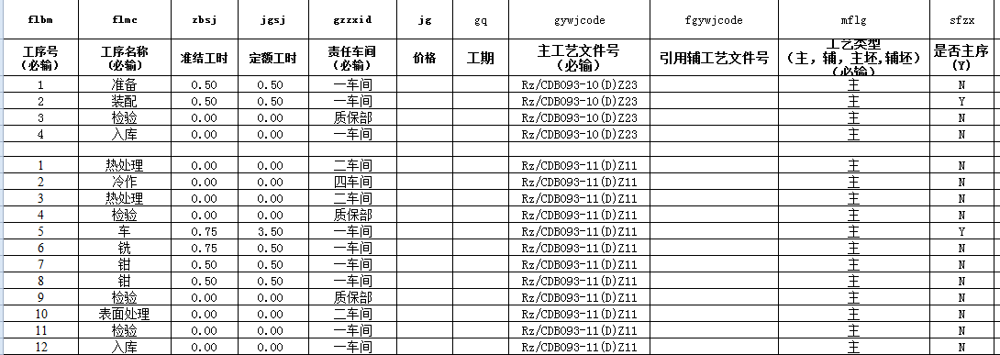 flbm flmc zbsj jgsj gzzxid jg gq gywjcode fgywjcode mflg sfzx
工序号（必输） 工序名称（必输） 准结工时 定额工时 责任车间（必输） 价格 工期 主工艺文件号（必输） 引用辅工艺文件号 工艺类型（主，辅，主坯,辅坯）（必输） 是否主序(Y)
1 准备 0.50 0.50 一车间 Rz/CDB093-10(D)Z23 主 N
2 装配 0.50 0.50 一车间 Rz/CDB093-10(D)Z23 主 Y
3 检验 0.00 0.00 质保部 Rz/CDB093-10(D)Z23 主 N
4 入库 0.00 0.00 一车间 Rz/CDB093-10(D)Z23 主 N
1 热处理 0.00 0.00 二车间 Rz/CDB093-11(D)Z11 主 N
2 冷作 0.00 0.00 四车间 Rz/CDB093-11(D)Z11 主 N
3 热处理 0.00 0.00 二车间 Rz/CDB093-11(D)Z11 主 N
4 检验 0.00 0.00 质保部 Rz/CDB093-11(D)Z11 主 N
5 车 0.75 3.50 一车间 Rz/CDB093-11(D)Z11 主 Y
6 铣 0.75 0.50 一车间 Rz/CDB093-11(D)Z11 主 N
7 钳 0.50 0.50 一车间 Rz/CDB093-11(D)Z11 主 N
8 钳 0.50 0.50 一车间 Rz/CDB093-11(D)Z11 主 N
9 检验 0.00 0.00 质保部 Rz/CDB093-11(D)Z11 主 N
10 表面处理 0.00 0.00 二车间 Rz/CDB093-11(D)Z11 主 N
11 检验 0.00 0.00 一车间 Rz/CDB093-11(D)Z11 主 N
12 入库 0.00 0.00 一车间 Rz/CDB093-11(D)Z11 主 N